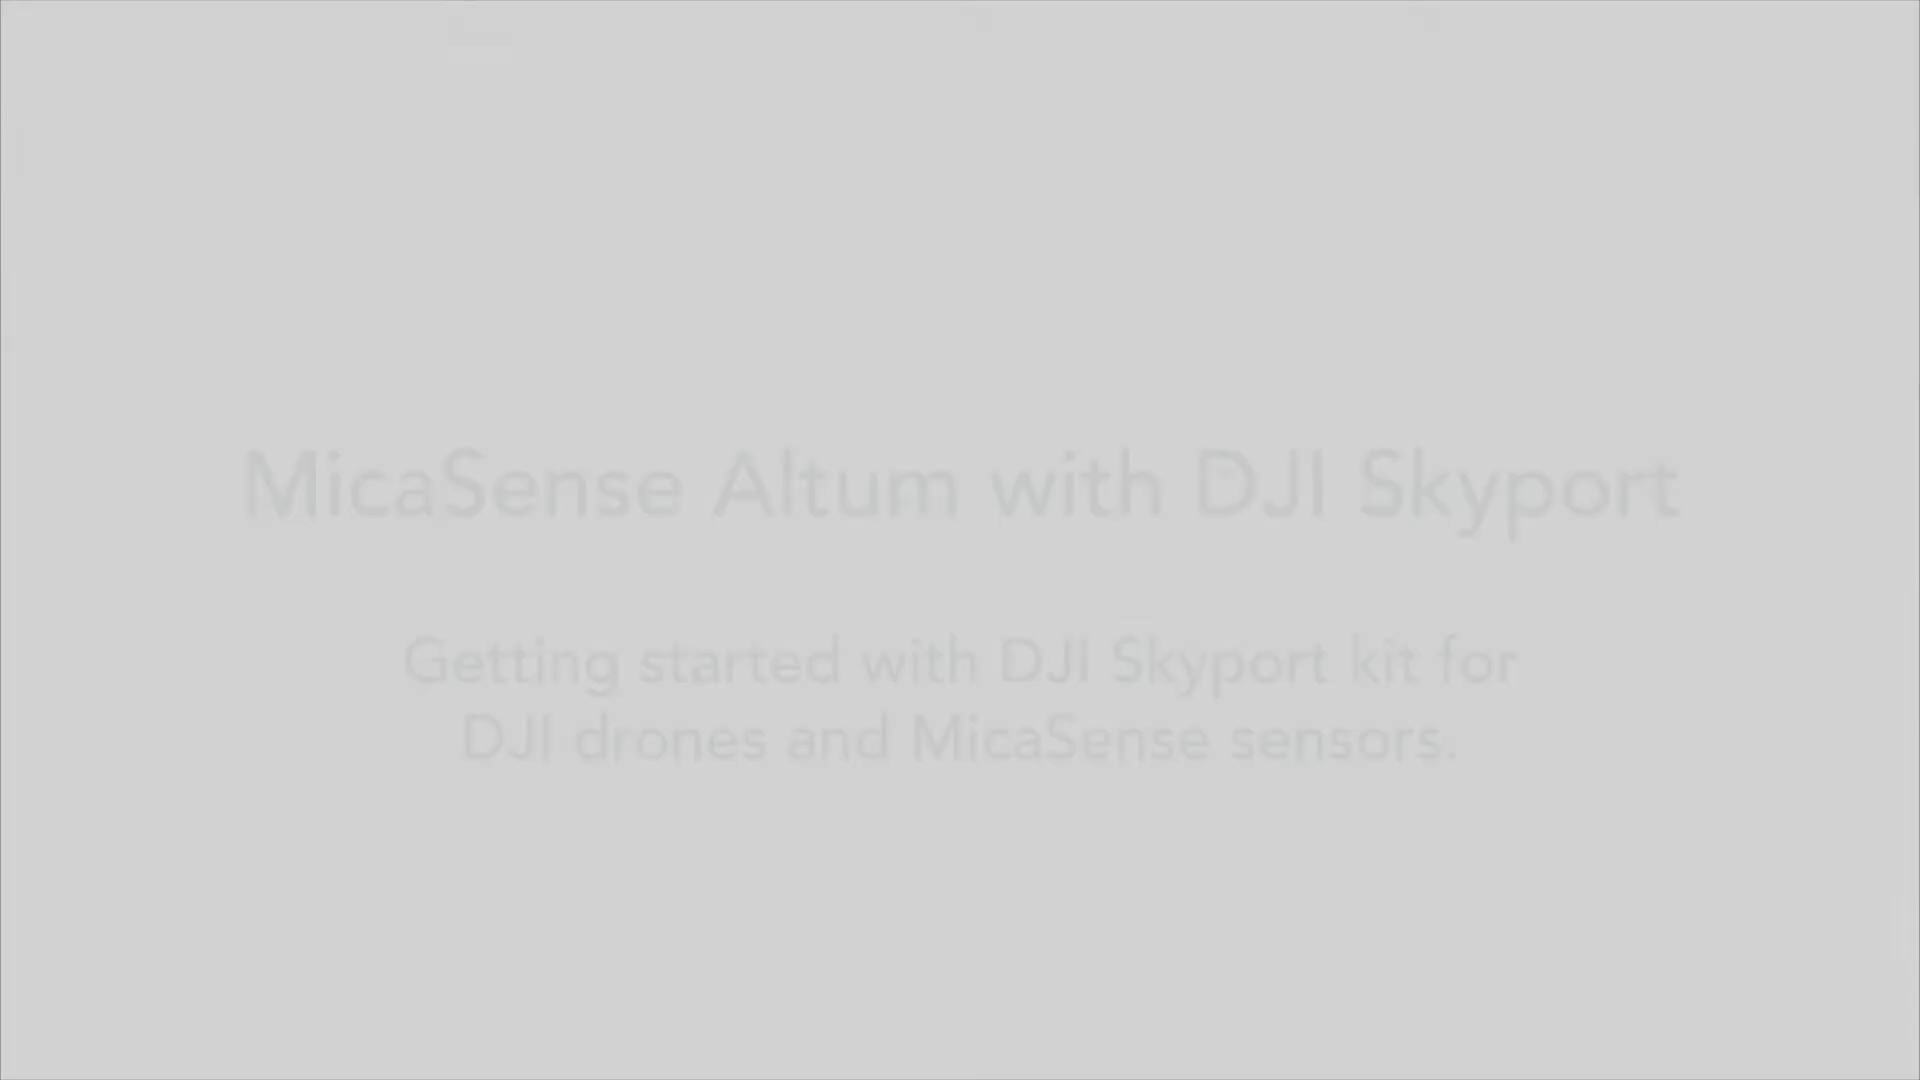 MicaSense Altum with DJI Skyport
Getting started with DJI Skyport kit for
DJI drones and MicaSense sensors.